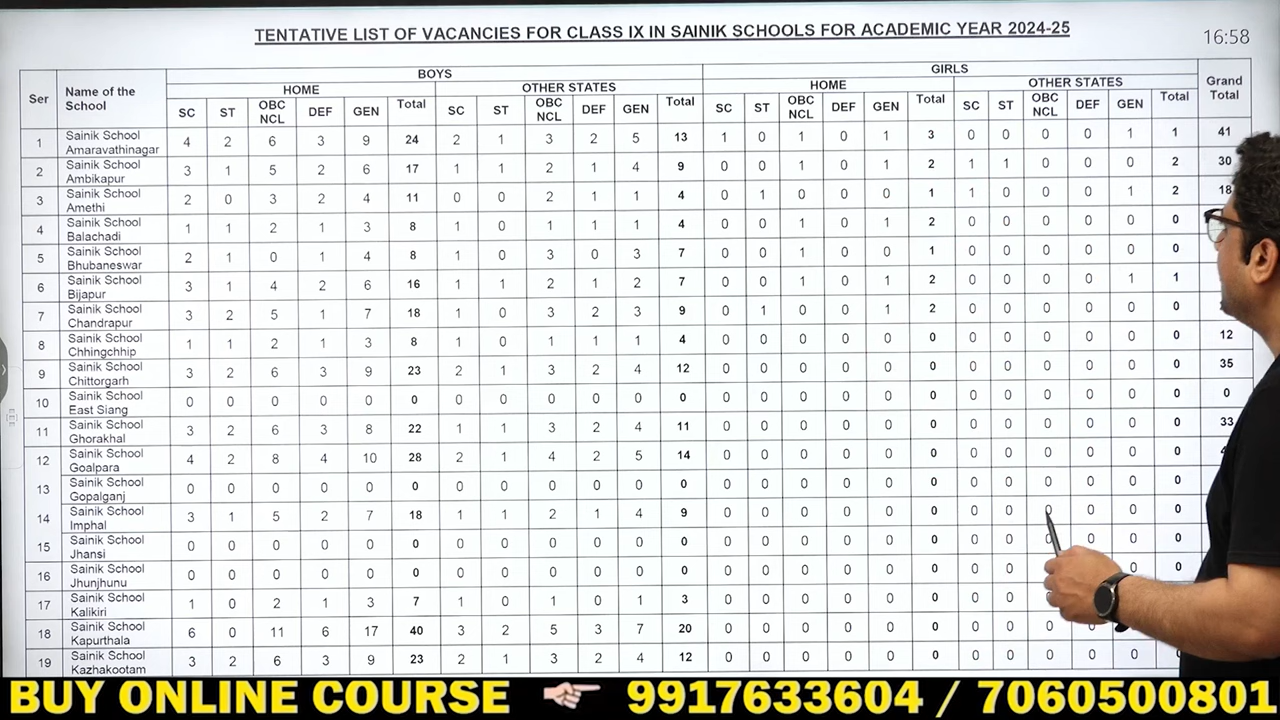 TENTATIVE LIST OF VACANCIES FOR CLASS IX IN SAINIK SCHOOLS FOR ACADEMIC YEAR 2024-25
16:58
Ser Name of the School BOYS GIRLS Grand Total
HOME OTHER STATES HOME OTHER STATES
SC ST OBC NCL DEF GEN Total SC ST OBC NCL DEF GEN Total SC ST OBC NCL DEF GEN Total SC ST OBC NCL DEF GEN Total
1 Sainik School Amaravathinagar 4 2 6 3 9 24 2 1 3 2 5 13 1 0 1 0 1 3 0 0 0 0 1 1 41
2 Sainik School Ambikapur 3 1 5 2 6 17 1 1 2 1 4 9 0 0 1 0 1 2 1 1 0 0 0 2 30
3 Sainik School Amethi 2 0 3 2 4 11 0 0 2 1 1 4 0 1 0 0 0 1 1 0 0 0 1 2 18
4 Sainik School Balachadi 1 1 2 1 3 8 1 0 1 1 1 4 0 0 1 0 1 2 0 0 0 0 0 0
5 Sainik School Bhubaneswar 2 1 0 1 4 8 1 0 3 0 3 7 0 0 1 0 0 1 0 0 0 0 0 0
6 Sainik School Bijapur 3 1 4 2 6 16 1 1 2 1 2 7 0 0 1 0 1 2 0 0 0 0 1 1
7 Sainik School Chandrapur 3 2 5 1 7 18 1 0 3 2 3 9 0 1 0 0 1 2 0 0 0 0 0 0
8 Sainik School Chhingchhip 1 1 2 1 3 8 1 0 1 1 1 4 0 0 0 0 0 0 0 0 0 0 0 0 12
9 Sainik School Chittorgarh 3 2 6 3 9 23 2 1 3 2 4 12 0 0 0 0 0 0 0 0 0 0 0 0 35
10 Sainik School East Siang 0 0 0 0 0 0 0 0 0 0 0 0 0 0 0 0 0 0 0 0 0 0 0 0 0
11 Sainik School Ghorakhal 3 2 6 3 8 22 1 1 3 2 4 11 0 0 0 0 0 0 0 0 0 0 0 0 33
12 Sainik School Goalpara 4 2 8 4 10 28 2 1 4 2 5 14 0 0 0 0 0 0 0 0 0 0 0 0
13 Sainik School Gopalganj 0 0 0 0 0 0 0 0 0 0 0 0 0 0 0 0 0 0 0 0 0 0 0 0
14 Sainik School Imphal 3 1 5 2 7 18 1 1 2 1 4 9 0 0 0 0 0 0 0 0 0 0 0 0
15 Sainik School Jhansi 0 0 0 0 0 0 0 0 0 0 0 0 0 0 0 0 0 0 0 0 0 0 0
16 Sainik School Jhunjhunu 0 0 0 0 0 0 0 0 0 0 0 0 0 0 0 0 0 0 0 0 0
17 Sainik School Kalikiri 1 0 2 1 3 7 1 0 1 0 1 3 0 0 0 0 0 0 0 0 0
18 Sainik School Kapurthala 6 0 11 6 17 40 3 2 5 3 7 20 0 0 0 0 0 0 0 0 0 0 0
19 Sainik School Kazhakootam 3 2 6 3 9 23 2 1 3 2 4 12 0 0 0 0 0 0 0 0 0 0 0
BUY ONLINE COURSE 9917633604 / 7060500801